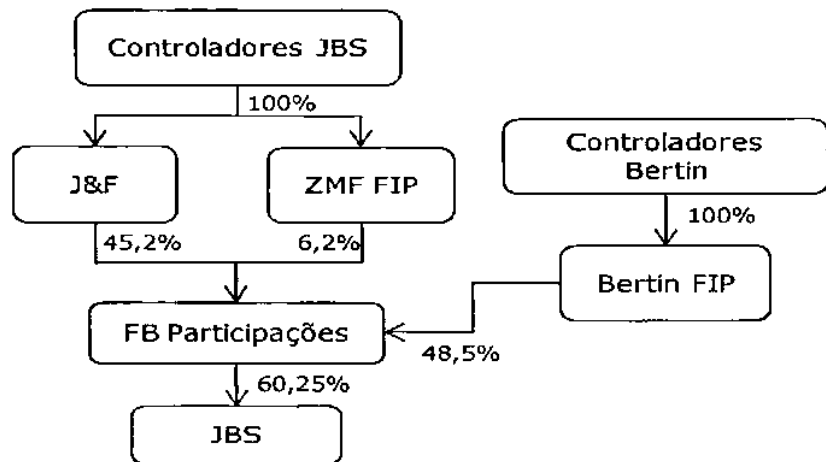 Controladores JBS
100%
J&F
ZMF FIP
Controladores
Bertin
45,2%
6,2%
100%
Bertin FIP
FB Participações
48,5%
60,25%
JBS